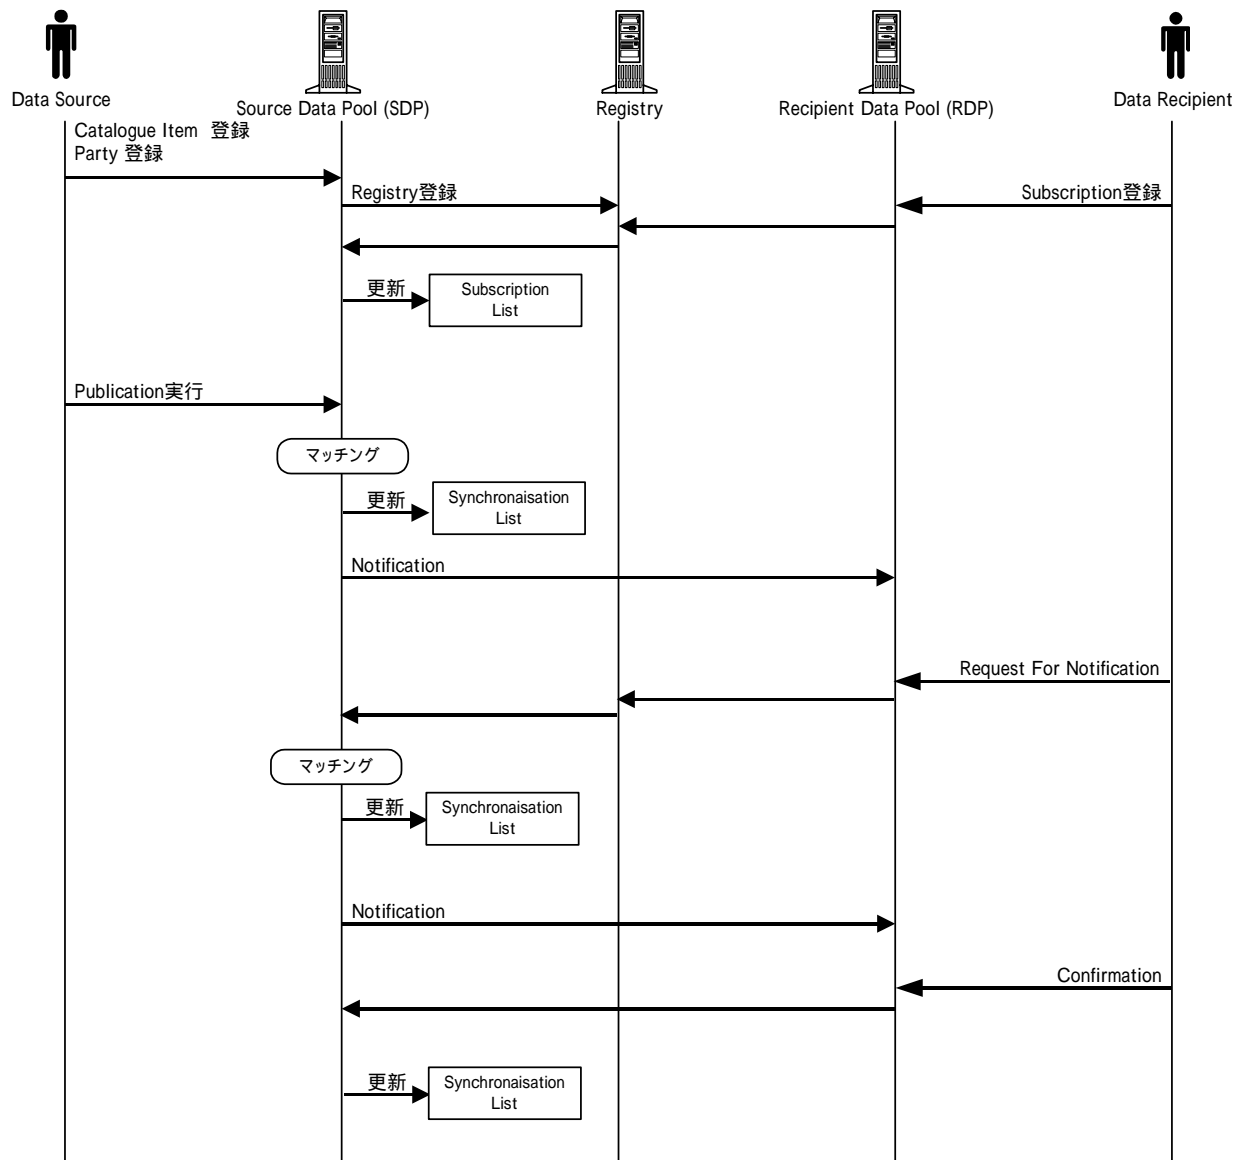 Data Source
Source Data Pool (SDP)
Registry
Recipient Data Pool (RDP)
Data Recipient
Catalogue Item 登録
Party 登録
Registry登録
Subscription登録
更新
Subscription
List
Publication実行
マッチング
更新
Synchronaisation
List
Notification
Request For Notification
マッチング
更新
Synchronaisation
List
Notification
Confirmation
更新
Synchronaisation
List